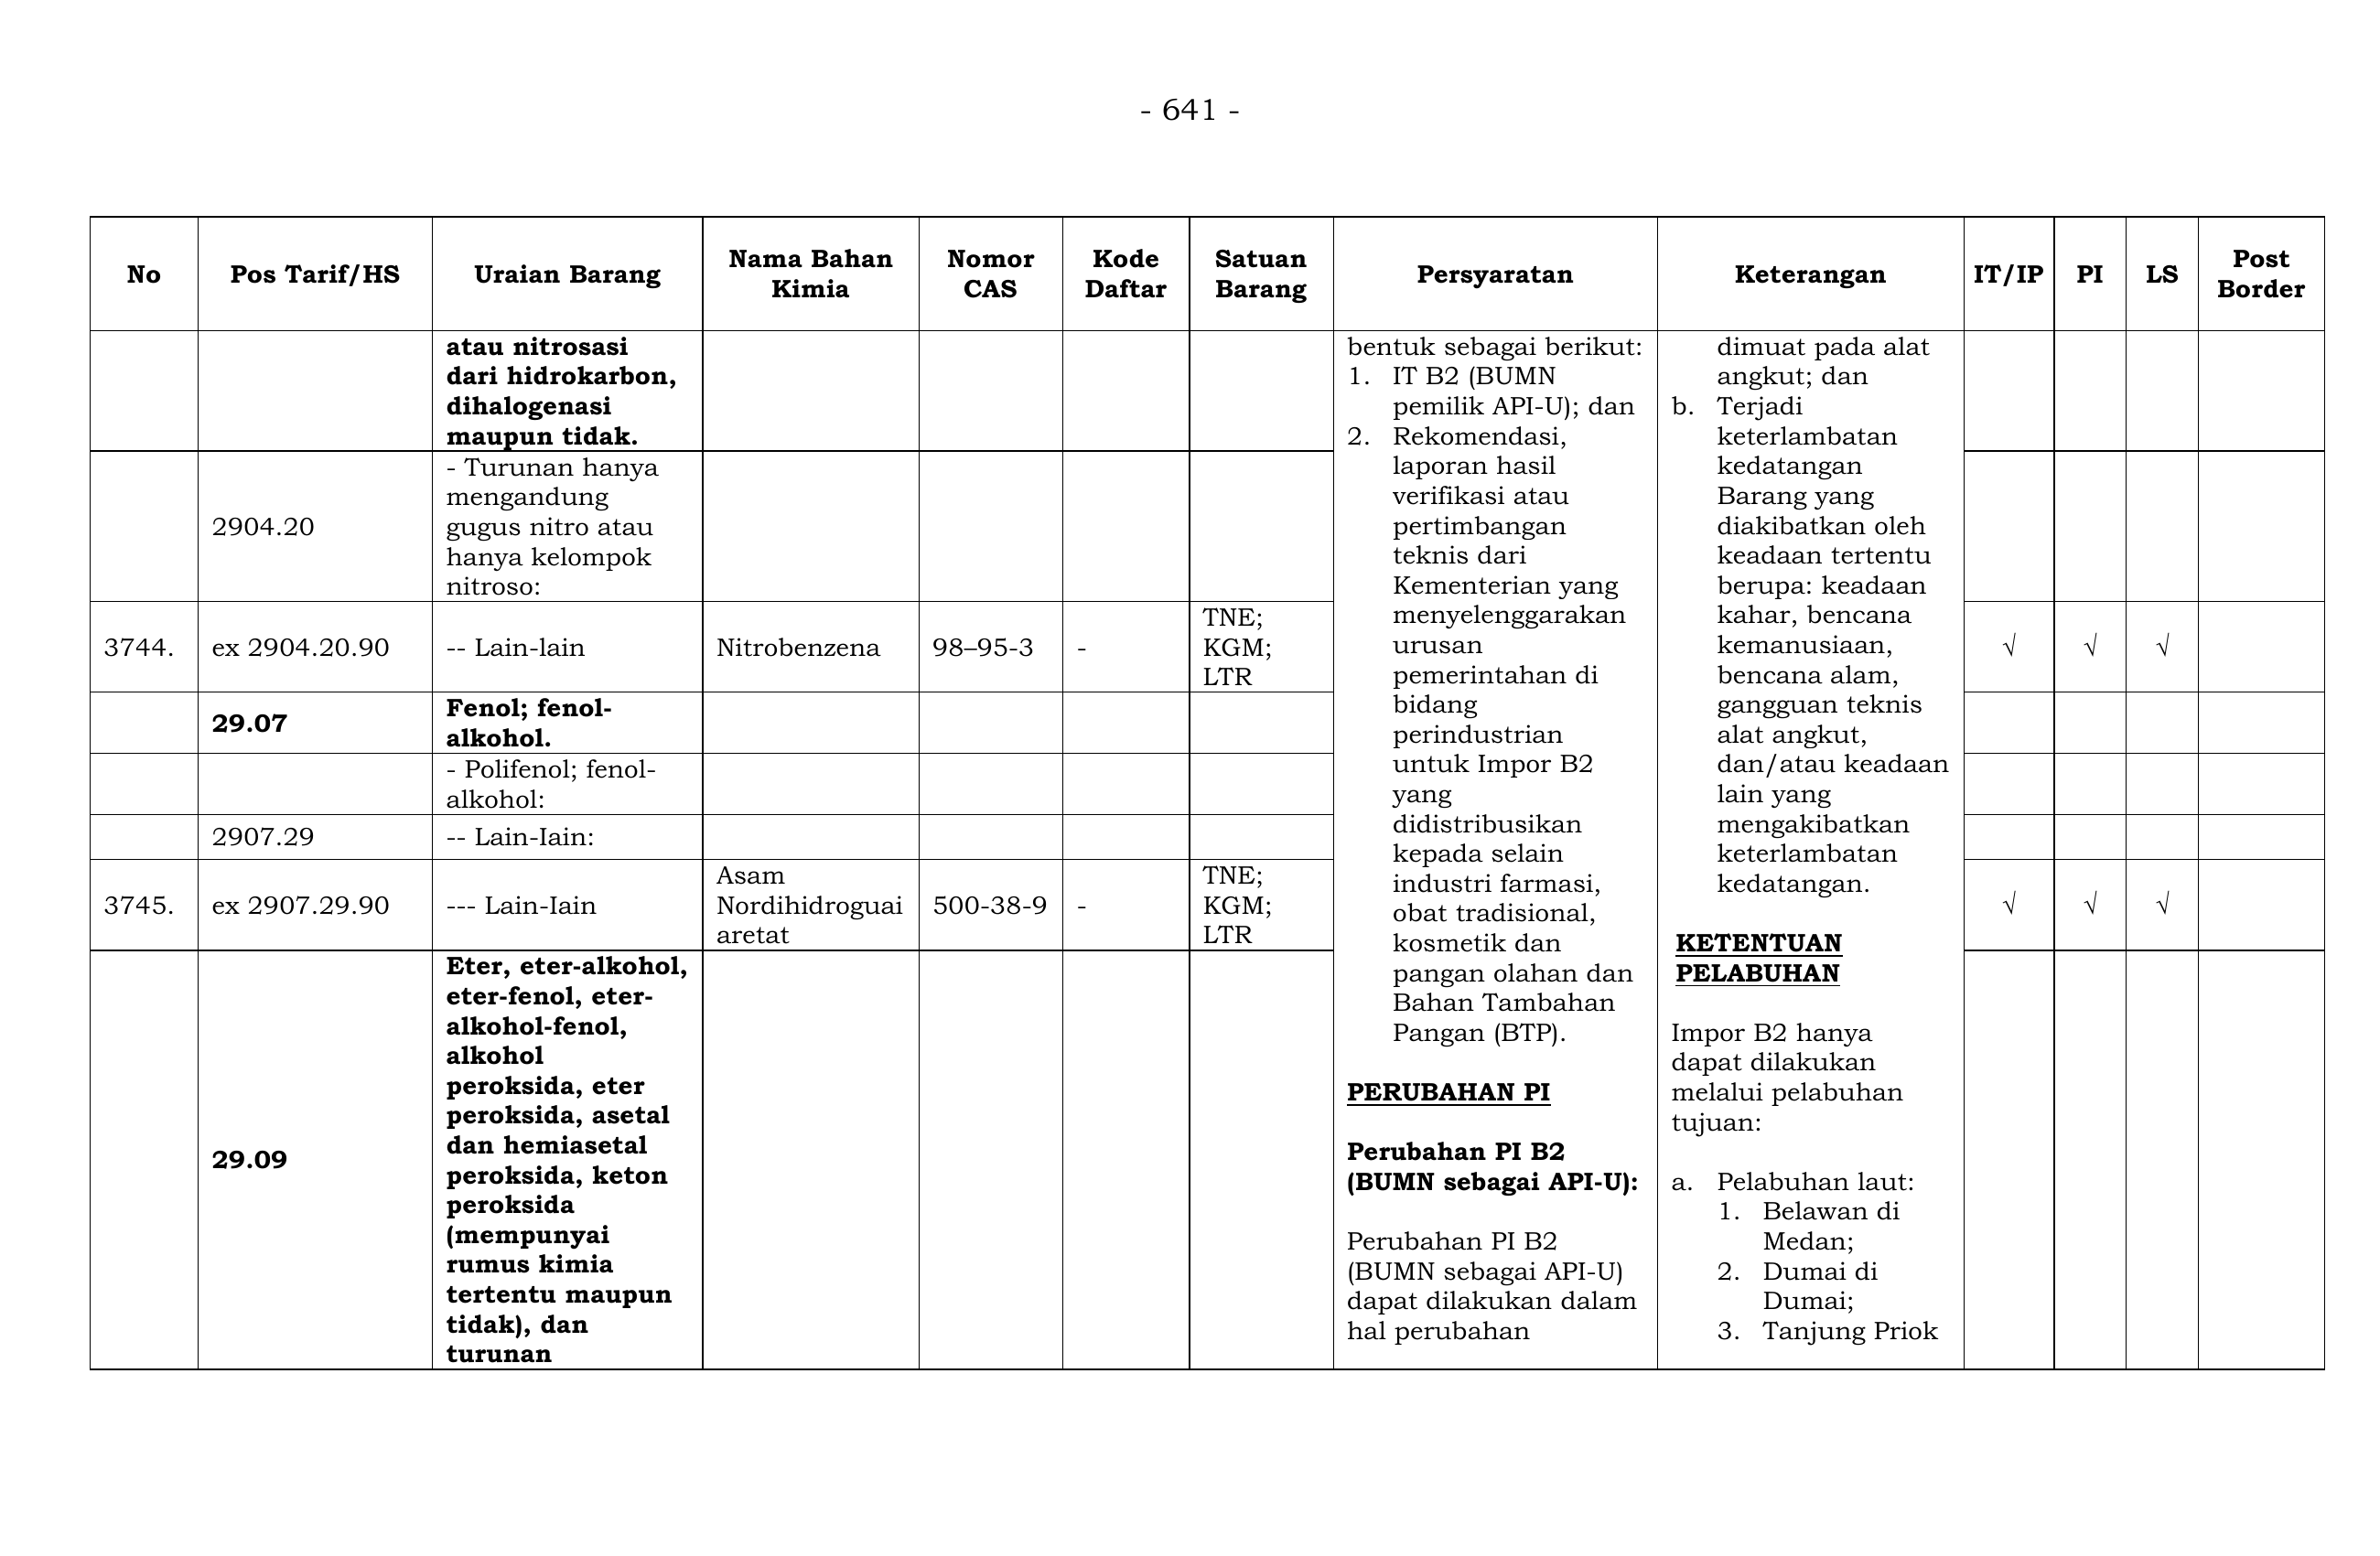 - 641 -
No
Pos Tarif/HS
Uraian Barang
Nama Bahan
Kimia
Nomor
CAS
Kode
Daftar
Satuan
Barang
Persyaratan
Keterangan
IT/IP
PI
LS
Post
Border
atau nitrosasi
dari hidrokarbon,
dihalogenasi
maupun tidak.
2904.20
- Turunan hanya
mengandung
gugus nitro atau
hanya kelompok
nitroso:
3744.
ex 2904.20.90
-- Lain-lain
Nitrobenzena
98–95-3
-
TNE;
KGM;
LTR
√
√
√
29.07
Fenol; fenol-
alkohol.
- Polifenol; fenol-
alkohol:
2907.29
-- Lain-Iain:
3745.
ex 2907.29.90
--- Lain-Iain
Asam
Nordihidroguai
aretat
500-38-9
-
TNE;
KGM;
LTR
√
√
√
29.09
Eter, eter-alkohol,
eter-fenol, eter-
alkohol-fenol,
alkohol
peroksida, eter
peroksida, asetal
dan hemiasetal
peroksida, keton
peroksida
(mempunyai
rumus kimia
tertentu maupun
tidak), dan
turunan
bentuk sebagai berikut:
1. IT B2 (BUMN
pemilik API-U); dan
2. Rekomendasi,
laporan hasil
verifikasi atau
pertimbangan
teknis dari
Kementerian yang
menyelenggarakan
urusan
pemerintahan di
bidang
perindustrian
untuk Impor B2
yang
didistribusikan
kepada selain
industri farmasi,
obat tradisional,
kosmetik dan
pangan olahan dan
Bahan Tambahan
Pangan (BTP).
PERUBAHAN PI
Perubahan PI B2
(BUMN sebagai API-U):
Perubahan PI B2
(BUMN sebagai API-U)
dapat dilakukan dalam
hal perubahan
dimuat pada alat
angkut; dan
b. Terjadi
keterlambatan
kedatangan
Barang yang
diakibatkan oleh
keadaan tertentu
berupa: keadaan
kahar, bencana
kemanusiaan,
bencana alam,
gangguan teknis
alat angkut,
dan/atau keadaan
lain yang
mengakibatkan
keterlambatan
kedatangan.
KETENTUAN
PELABUHAN
Impor B2 hanya
dapat dilakukan
melalui pelabuhan
tujuan:
a. Pelabuhan laut:
1. Belawan di
Medan;
2. Dumai di
Dumai;
3. Tanjung Priok